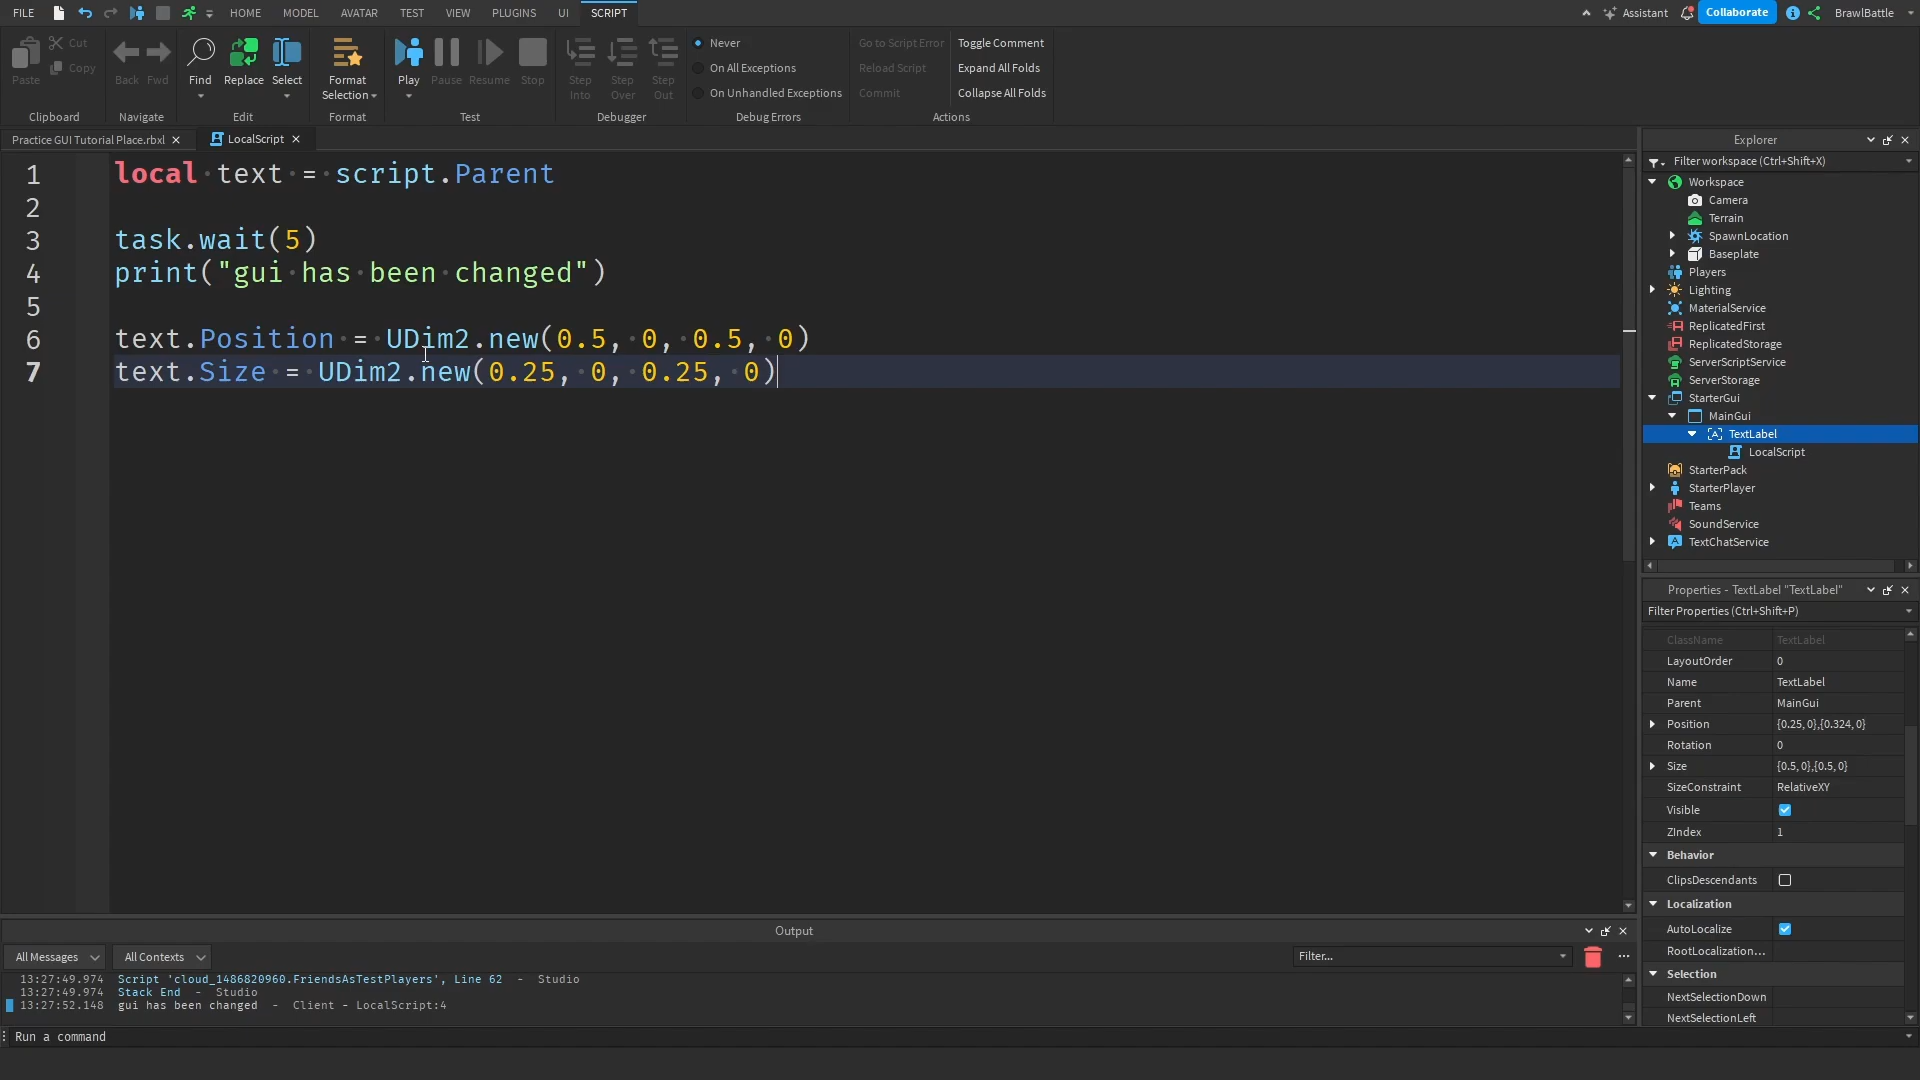 FILE HOME MODEL AVATAR TEST VIEW PLUGINS UI SCRIPT Assistant Collaborate BrawlBattle
Paste Cut Copy
Back Fwd
Find Replace Select
Format Selection
Play Pause Resume Stop
Step Into Step Over Step Out
Never
On All Exceptions
On Unhandled Exceptions
Go to Script Error
Reload Script
Commit
Toggle Comment
Expand All Folds
Collapse All Folds
Clipboard Navigate Edit Format Test Debugger Debug Errors Actions
Practice GUI Tutorial Place.rbxl LocalScript
1 local text = script.Parent
2
3 task.wait(5)
4 print("gui has been changed")
5
6 text.Position = UDim2.new(0.5, 0, 0.5, 0)
7 text.Size = UDim2.new(0.25, 0, 0.25, 0)
Explorer
Filter workspace (Ctrl+Shift+X)
Workspace
Camera
Terrain
SpawnLocation
Baseplate
Players
Lighting
MaterialService
ReplicatedFirst
ReplicatedStorage
ServerScriptService
ServerStorage
StarterGui
MainGui
TextLabel
LocalScript
StarterPack
StarterPlayer
Teams
SoundService
TextChatService
Properties - TextLabel "TextLabel"
Filter Properties (Ctrl+Shift+P)
ClassName TextLabel
LayoutOrder 0
Name TextLabel
Parent MainGui
Position {0.25, 0},{0.324, 0}
Rotation 0
Size {0.5, 0},{0.5, 0}
SizeConstraint RelativeXY
Visible
ZIndex 1
Behavior
ClipsDescendants
Localization
AutoLocalize
RootLocalization...
Selection
NextSelectionDown
NextSelectionLeft
Output
All Messages All Contexts Filter... ...
13:27:49.974 Script 'cloud_1486820960.FriendsAsTestPlayers', Line 62 - Studio
13:27:49.974 Stack End - Studio
13:27:52.148 gui has been changed - Client - LocalScript:4
Run a command